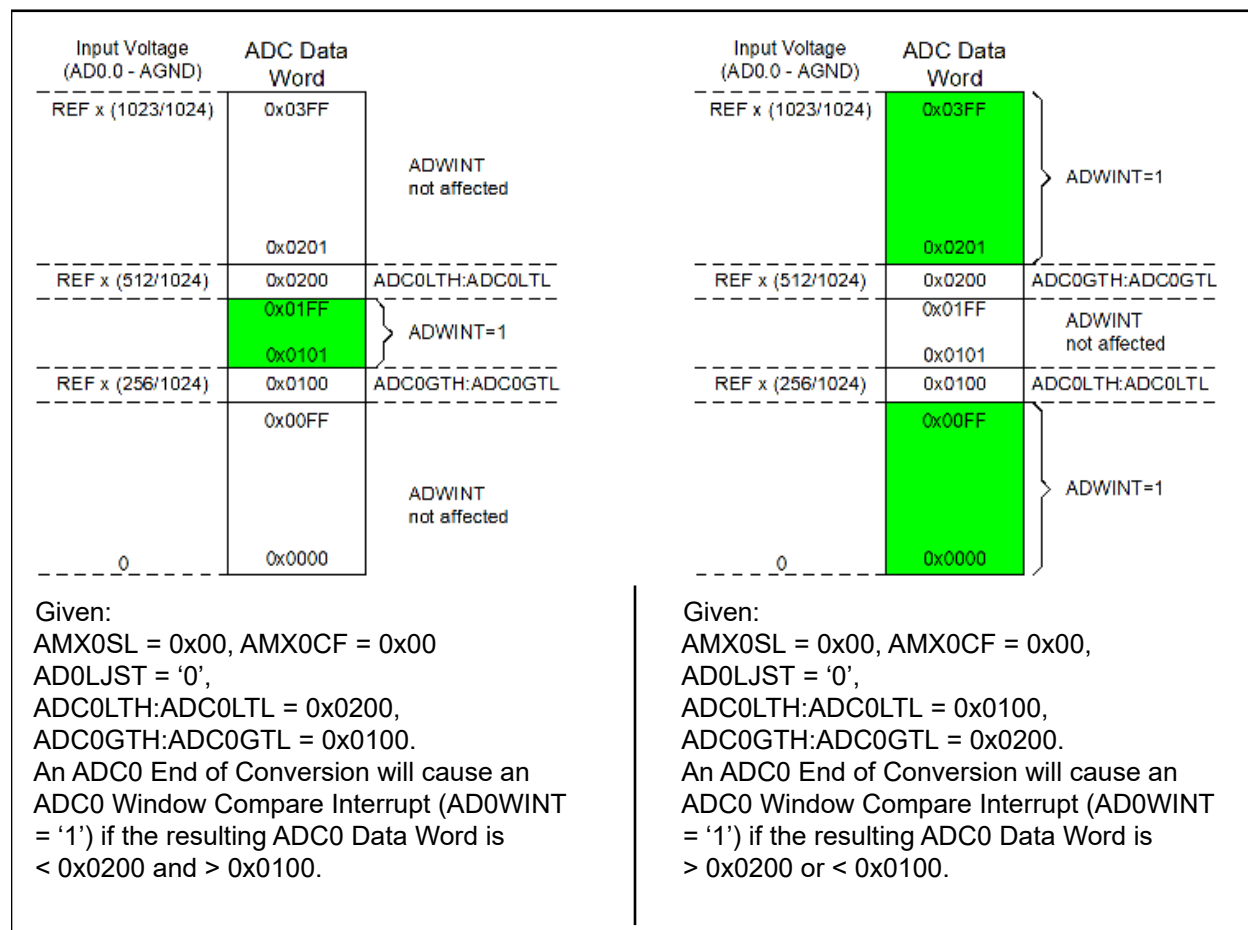 Input Voltage
(AD0.0 - AGND)
ADC Data
Word
REF x (1023/1024)
0x03FF
ADWINT
not affected
0x0201
REF x (512/1024)
0x0200
ADC0LTH:ADC0LTL
0x01FF
ADWINT=1
0x0101
REF x (256/1024)
0x0100
ADC0GTH:ADC0GTL
0x00FF
ADWINT
not affected
0
0x0000
Given:
AMX0SL = 0x00, AMX0CF = 0x00
AD0LJST = ‘0’,
ADC0LTH:ADC0LTL = 0x0200,
ADC0GTH:ADC0GTL = 0x0100.
An ADC0 End of Conversion will cause an
ADC0 Window Compare Interrupt (AD0WINT
= ‘1’) if the resulting ADC0 Data Word is
< 0x0200 and > 0x0100.
Input Voltage
(AD0.0 - AGND)
ADC Data
Word
REF x (1023/1024)
0x03FF
ADWINT=1
0x0201
REF x (512/1024)
0x0200
ADC0GTH:ADC0GTL
0x01FF
ADWINT
not affected
0x0101
REF x (256/1024)
0x0100
ADC0LTH:ADC0LTL
0x00FF
ADWINT=1
0
0x0000
Given:
AMX0SL = 0x00, AMX0CF = 0x00,
AD0LJST = ‘0’,
ADC0LTH:ADC0LTL = 0x0100,
ADC0GTH:ADC0GTL = 0x0200.
An ADC0 End of Conversion will cause an
ADC0 Window Compare Interrupt (AD0WINT
= ‘1’) if the resulting ADC0 Data Word is
> 0x0200 or < 0x0100.